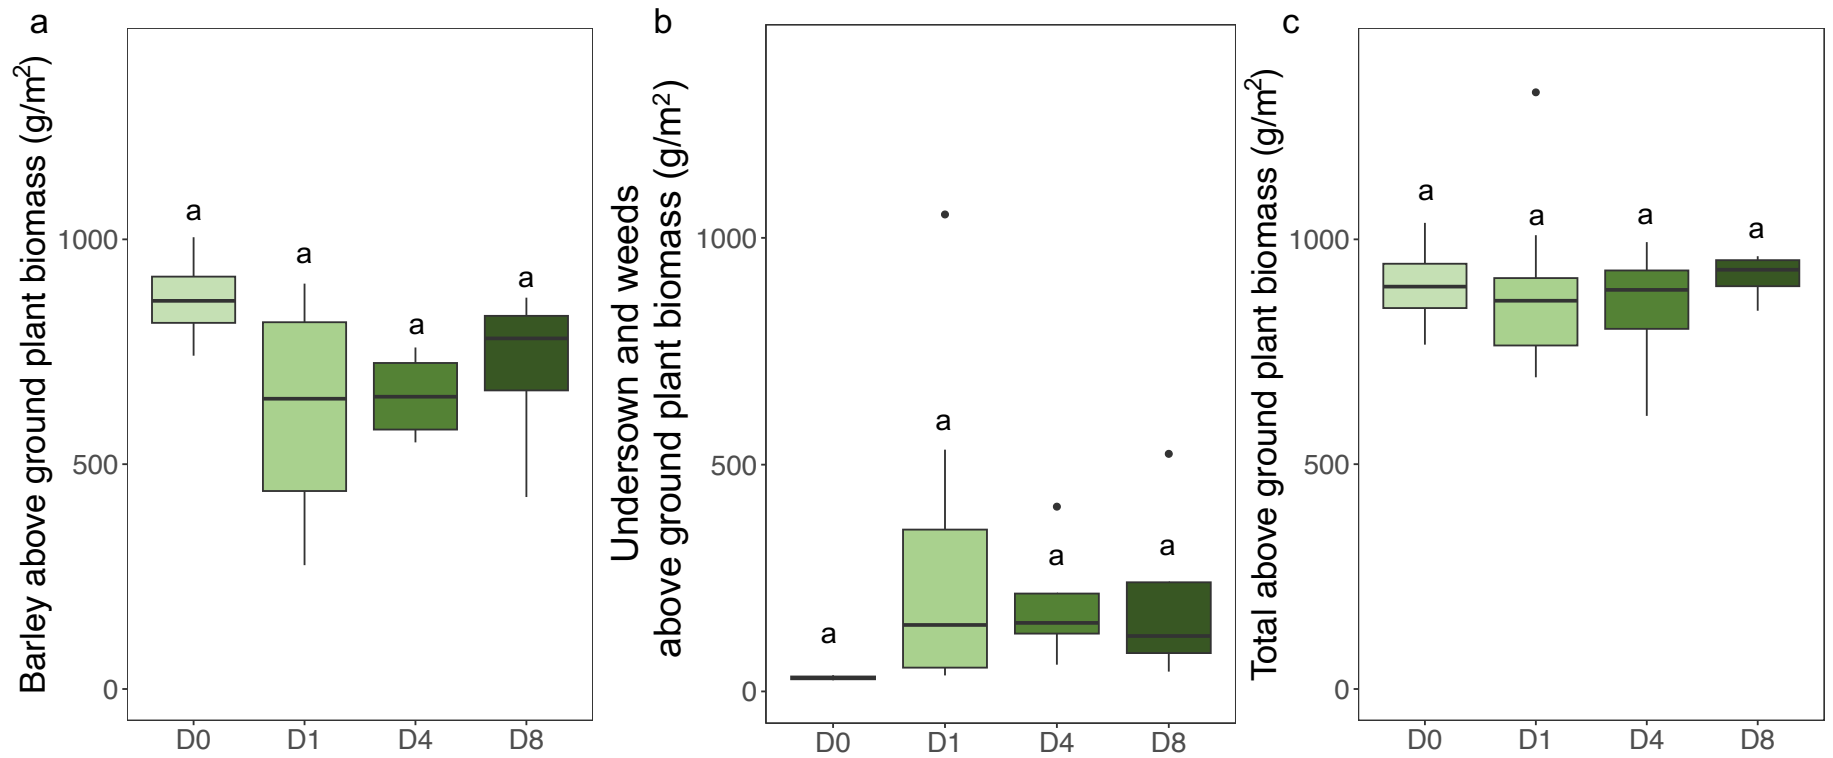 a
Barley above ground plant biomass (g/m²)
1000
500
0
a
a
a
a
D0
D1
D4
D8
b
Undersown and weeds
above ground plant biomass (g/m²)
1000
500
0
a
a
a
a
D0
D1
D4
D8
c
Total above ground plant biomass (g/m²)
1000
500
0
a
a
a
a
D0
D1
D4
D8